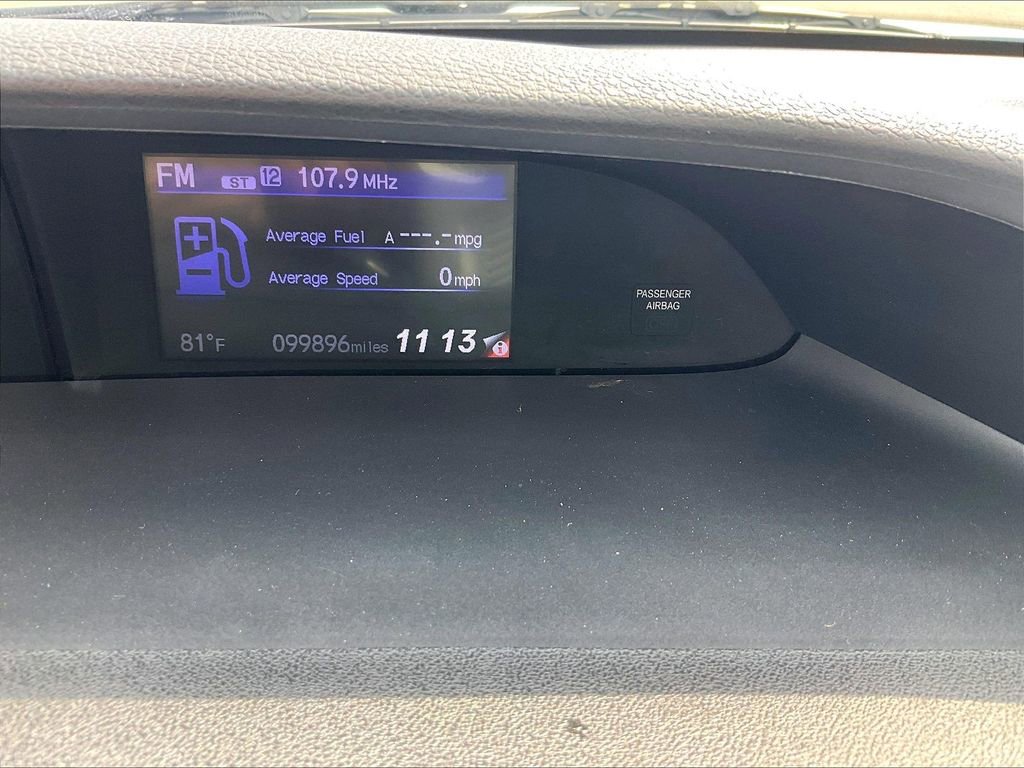 FM ST 12 107.9 MHz
Average Fuel A ---.- mpg
Average Speed 0 mph
81°F 099896 miles 11 13 i
PASSENGER
AIRBAG